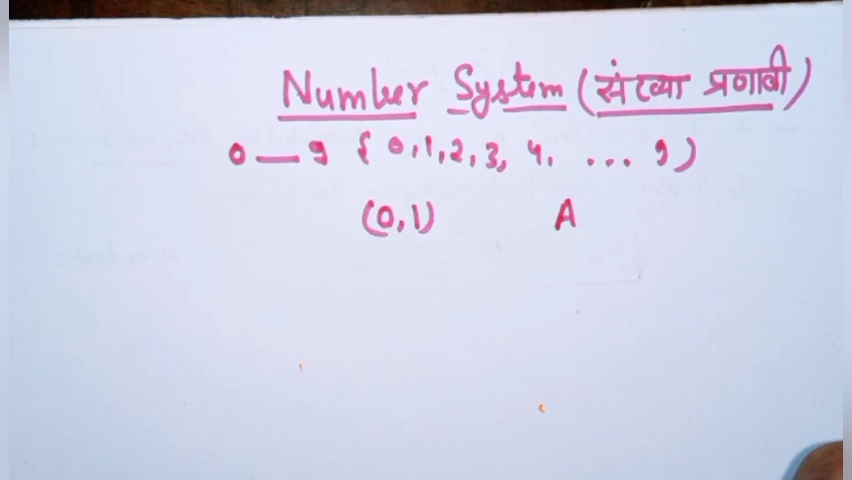 Number System (संख्या प्रणाली)
0 — 9 { 0, 1, 2, 3, 4, ... 9 )
(0, 1) A